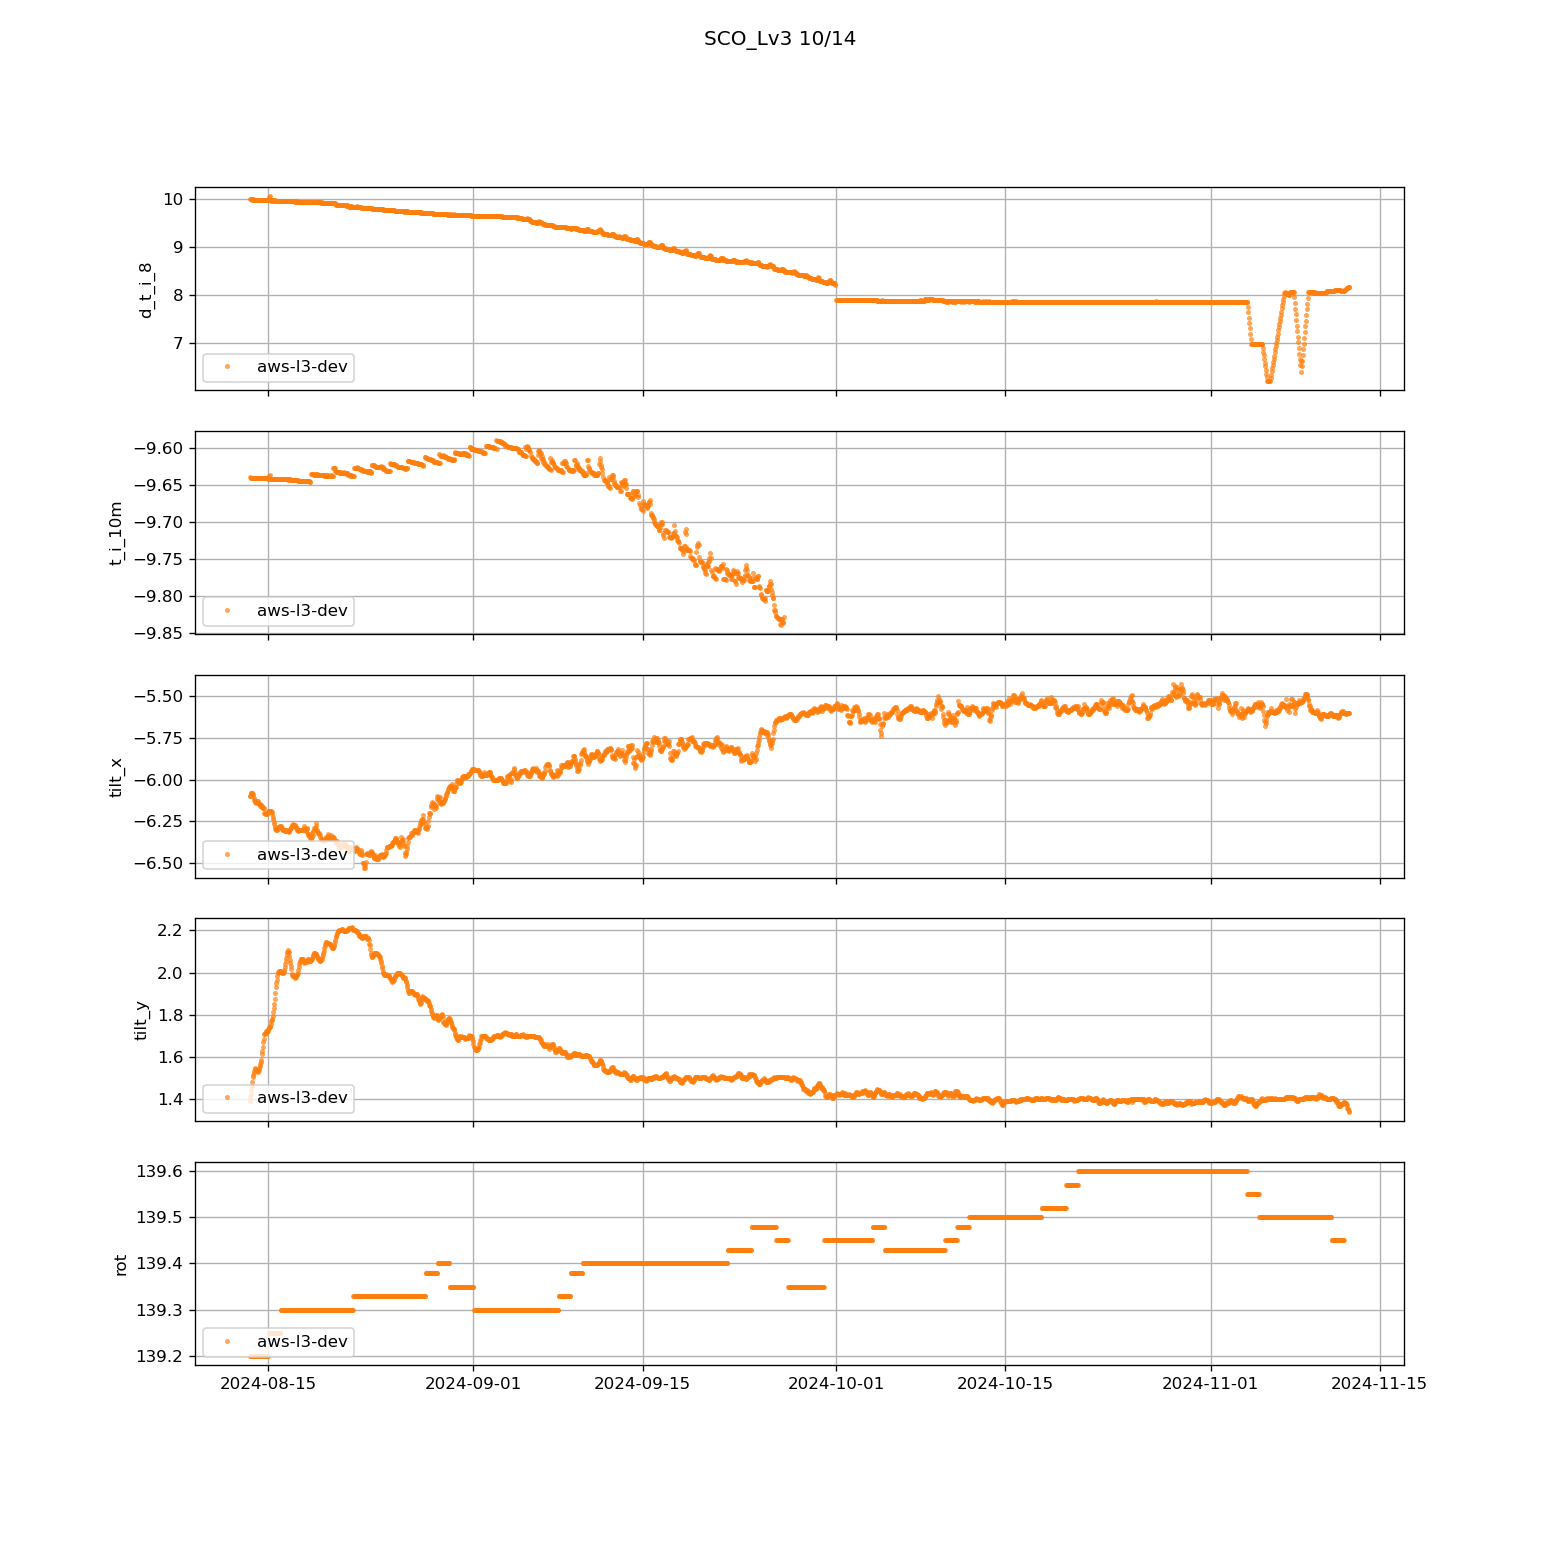 SCO_Lv3 10/14
10
9
8
7
d_t_i_8
aws-l3-dev
−9.60
−9.65
−9.70
−9.75
−9.80
−9.85
t_i_10m
aws-l3-dev
−5.50
−5.75
−6.00
−6.25
−6.50
tilt_x
aws-l3-dev
2.2
2.0
1.8
1.6
1.4
tilt_y
aws-l3-dev
139.6
139.5
139.4
139.3
139.2
rot
aws-l3-dev
2024-08-15 2024-09-01 2024-09-15 2024-10-01 2024-10-15 2024-11-01 2024-11-15